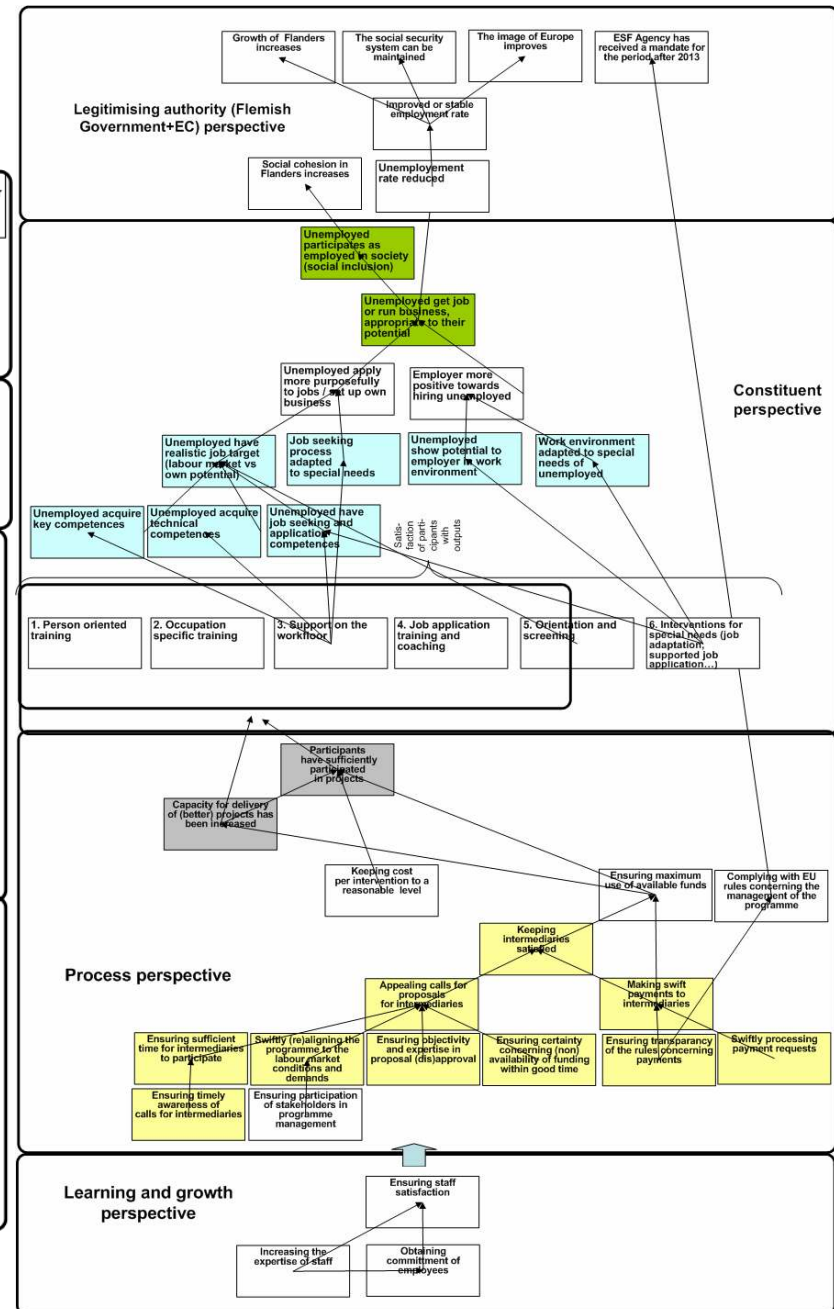 Growth of Flanders
increases
The social security
system can be
maintained
The image of Europe
improves
ESF Agency has
received a mandate for
the period after 2013
Legitimising authority (Flemish
Government+EC) perspective
Improved or stable
employment rate
Social cohesion in
Flanders increases
Unemployement
rate reduced
Unemployed
participates as
employed in society
(social inclusion)
Unemployed get job
or run business,
appropriate to their
potential
Unemployed apply
more purposefully
to jobs / set up own
business
Employer more
positive towards
hiring unemployed
Constituent
perspective
Unemployed have
realistic job target
(labour market vs
own potential)
Job seeking
process
adapted
to special needs
Unemployed
show potential to
employer in work
environment
Work environment
adapted to special
needs of
unemployed
Unemployed acquire
key competences
Unemployed acquire
technical
competences
Unemployed have
job seeking and
application
competences
Satis-
faction
of parti-
cipants
with
outputs
1. Person oriented
training
2. Occupation
specific training
3. Support on the
workfloor
4. Job application
training and
coaching
5. Orientation and
screening
6. Interventions for
special needs (job
adaptation,
supported job
application...)
Participants
have sufficiently
participated
in projects
Capacity for delivery
of (better) projects has
been increased
Keeping cost
per intervention to a
reasonable level
Ensuring maximum
use of available funds
Complying with EU
rules concerning the
management of the
programme
Keeping
intermediaries
satisfied
Process perspective
Appealing calls for
proposals
for intermediaries
Making swift
payments to
intermediaries
Ensuring sufficient
time for intermediaries
to participate
Swiftly (re)aligning the
programme to the
labour market
conditions and
demands
Ensuring objectivity
and expertise in
proposal (dis)approval
Ensuring certainty
concerning (non)
availability of funding
within good time
Ensuring transparancy
of the rules concerning
payments
Swiftly processing
payment requests
Ensuring timely
awareness of
calls for intermediaries
Ensuring participation
of stakeholders in
programme
management
Learning and growth
perspective
Ensuring staff
satisfaction
Increasing the
expertise of staff
Obtaining
commitment of
employees